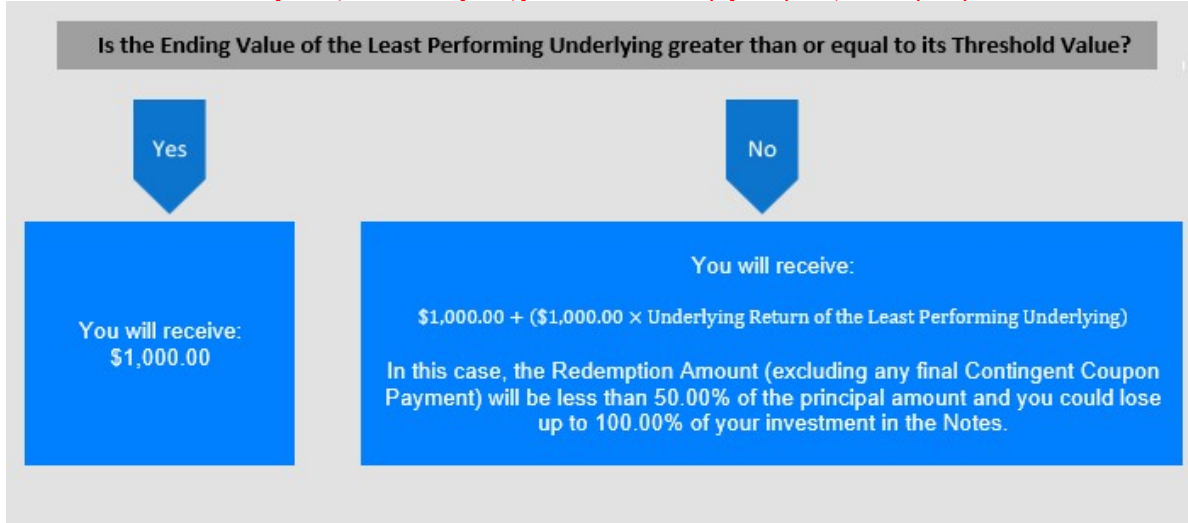 Is the Ending Value of the Least Performing Underlying greater than or equal to its Threshold Value?
Yes
No
You will receive:
$1,000.00
You will receive:
$1,000.00 + ($1,000.00 × Underlying Return of the Least Performing Underlying)
In this case, the Redemption Amount (excluding any final Contingent Coupon
Payment) will be less than 50.00% of the principal amount and you could lose
up to 100.00% of your investment in the Notes.